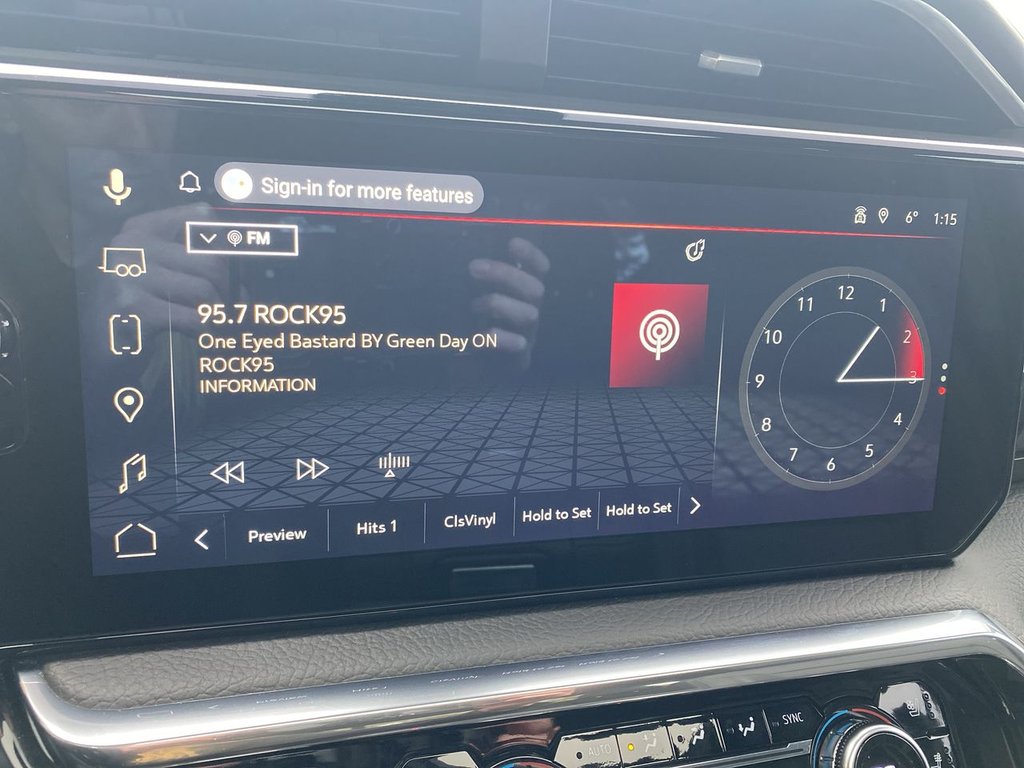 Sign-in for more features
6° 1:15
FM
95.7 ROCK95
One Eyed Bastard BY Green Day ON
ROCK95
INFORMATION
12
1
2
3
4
5
6
7
8
9
10
11
Preview Hits 1 ClsVinyl Hold to Set Hold to Set
AUTO SYNC